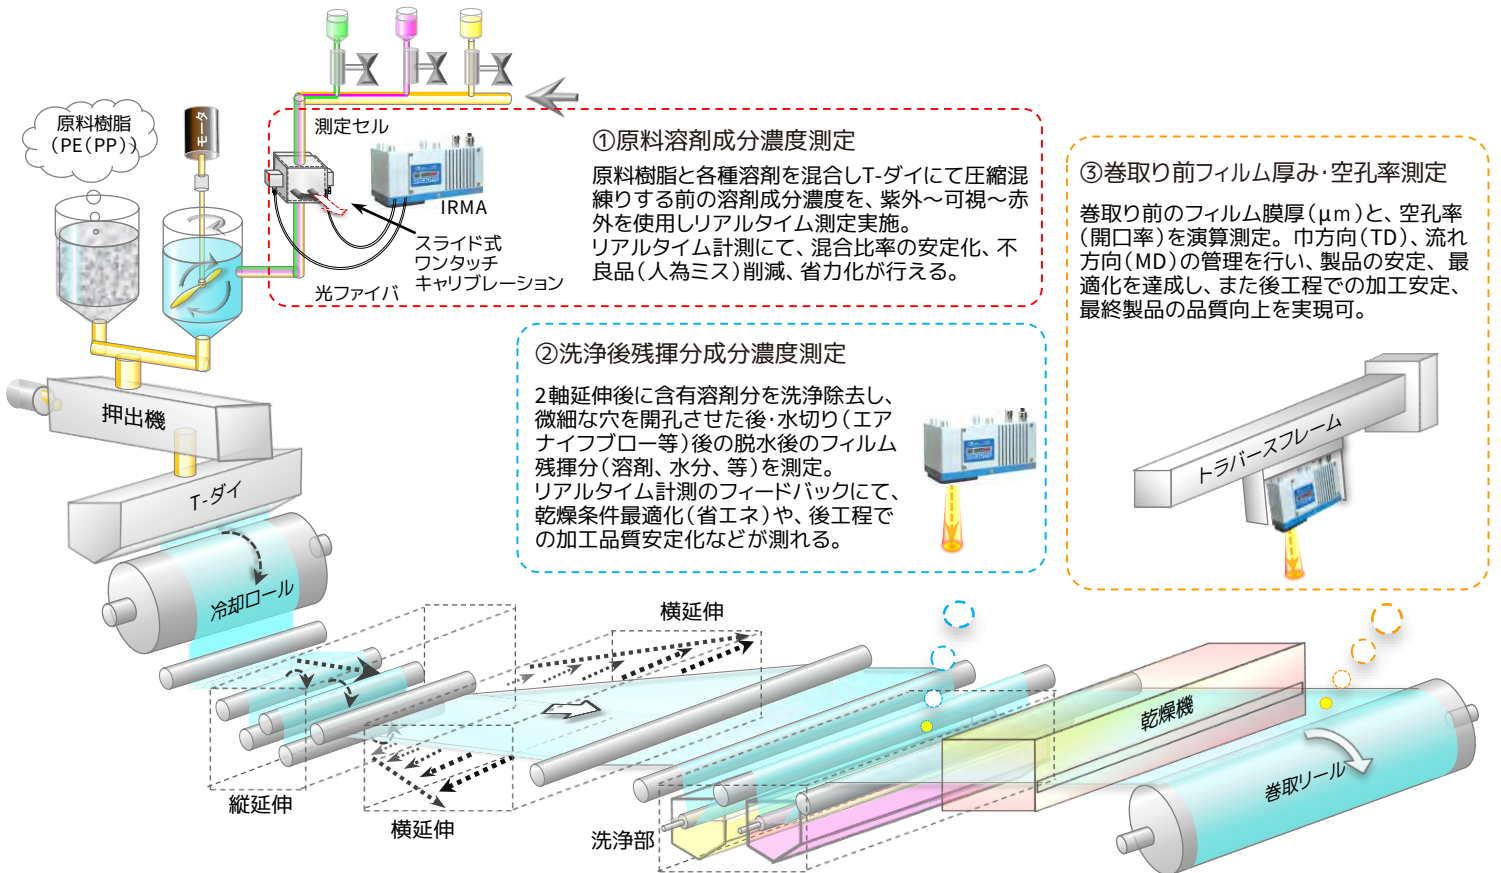 原料樹脂
(PE(PP))
モータ
測定セル
IRMA
スライド式
ワンタッチ
キャリブレーション
光ファイバ
①原料溶剤成分濃度測定
原料樹脂と各種溶剤を混合しT-ダイにて圧縮混
練りする前の溶剤成分濃度を、紫外～可視～赤
外を使用しリアルタイム測定実施。
リアルタイム計測にて、混合比率の安定化、不
良品(人為ミス)削減、省力化が行える。
②洗浄後残揮分成分濃度測定
2軸延伸後に含有溶剤分を洗浄除去し、
微細な穴を開孔させた後・水切り(エア
ナイフブロー等)後の脱水後のフィルム
残揮分(溶剤、水分、等)を測定。
リアルタイム計測のフィードバックにて、
乾燥条件最適化(省エネ)や、後工程で
の加工品質安定化などが測れる。
③巻取り前フィルム厚み・空孔率測定
巻取り前のフィルム膜厚(μm)と、空孔率
(開口率)を演算測定。巾方向(TD)、流れ
方向(MD)の管理を行い、製品の安定、最
適化を達成し、また後工程での加工安定、
最終製品の品質向上を実現可。
トラバースフレーム
押出機
T-ダイ
冷却ロール
縦延伸
横延伸
横延伸
洗浄部
乾燥機
巻取リール